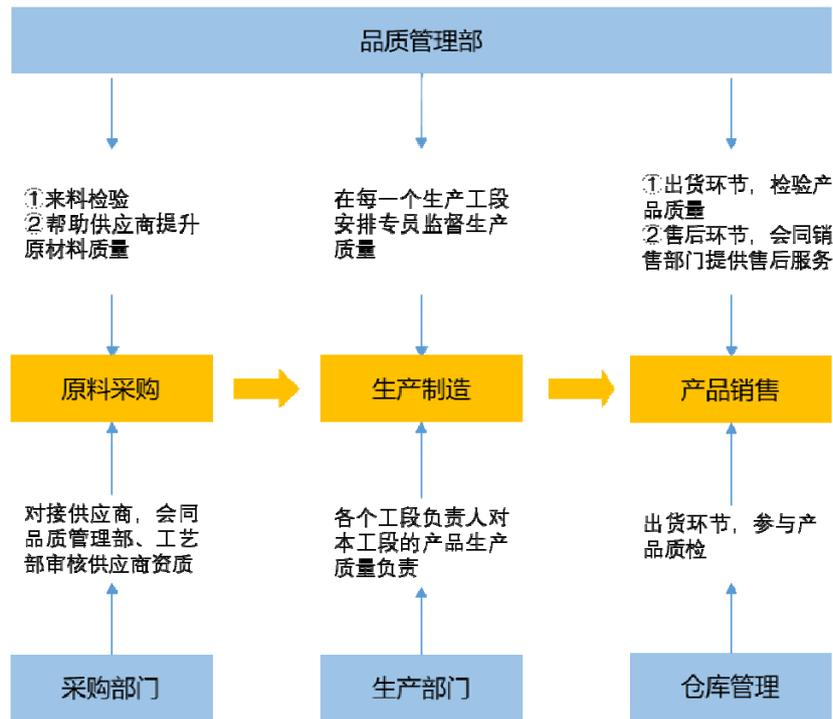 品质管理部
①来料检验
②帮助供应商提升
原材料质量
在每一个生产工段
安排专员监督生产
质量
①出货环节，检验产
品质量
②售后环节，会同销
售部门提供售后服务
原料采购
生产制造
产品销售
对接供应商，会同
品质管理部、工艺
部审核供应商资质
各个工段负责人对
本工段的产品生产
质量负责
出货环节，参与产
品质检
采购部门
生产部门
仓库管理